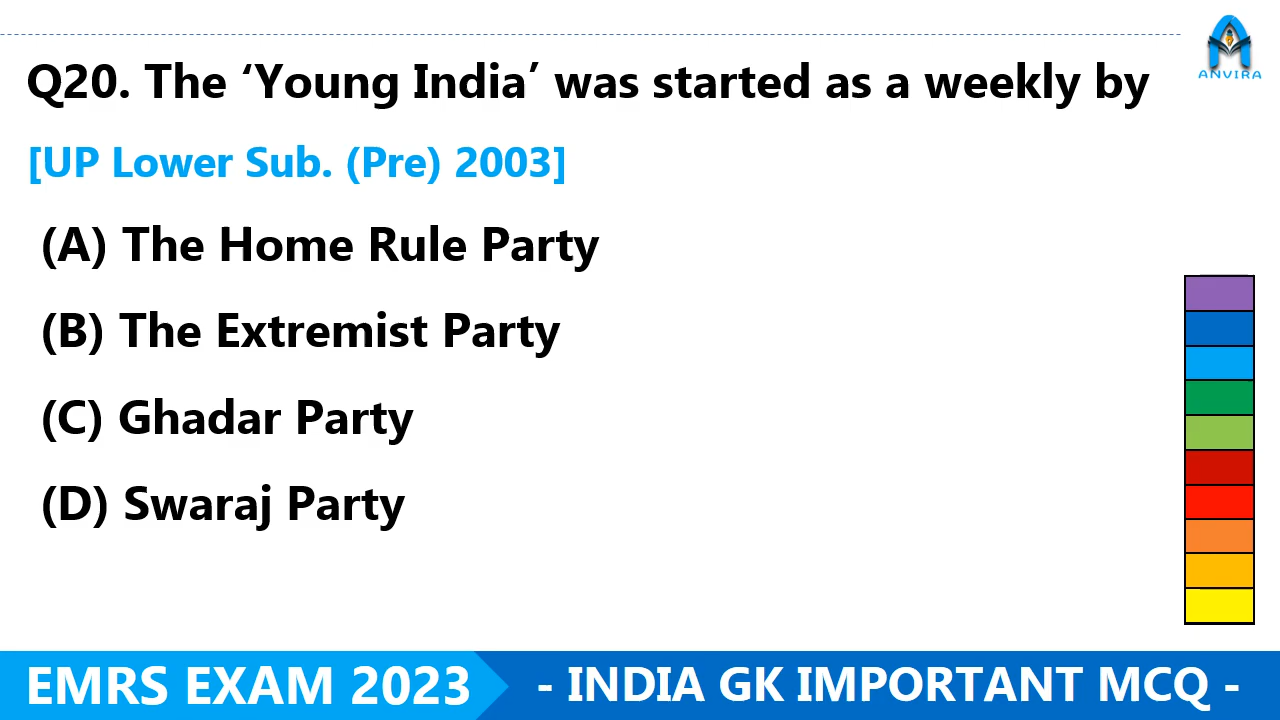 ANVIRA
Q20. The ‘Young India’ was started as a weekly by
[UP Lower Sub. (Pre) 2003]
(A) The Home Rule Party
(B) The Extremist Party
(C) Ghadar Party
(D) Swaraj Party
EMRS EXAM 2023
- INDIA GK IMPORTANT MCQ -